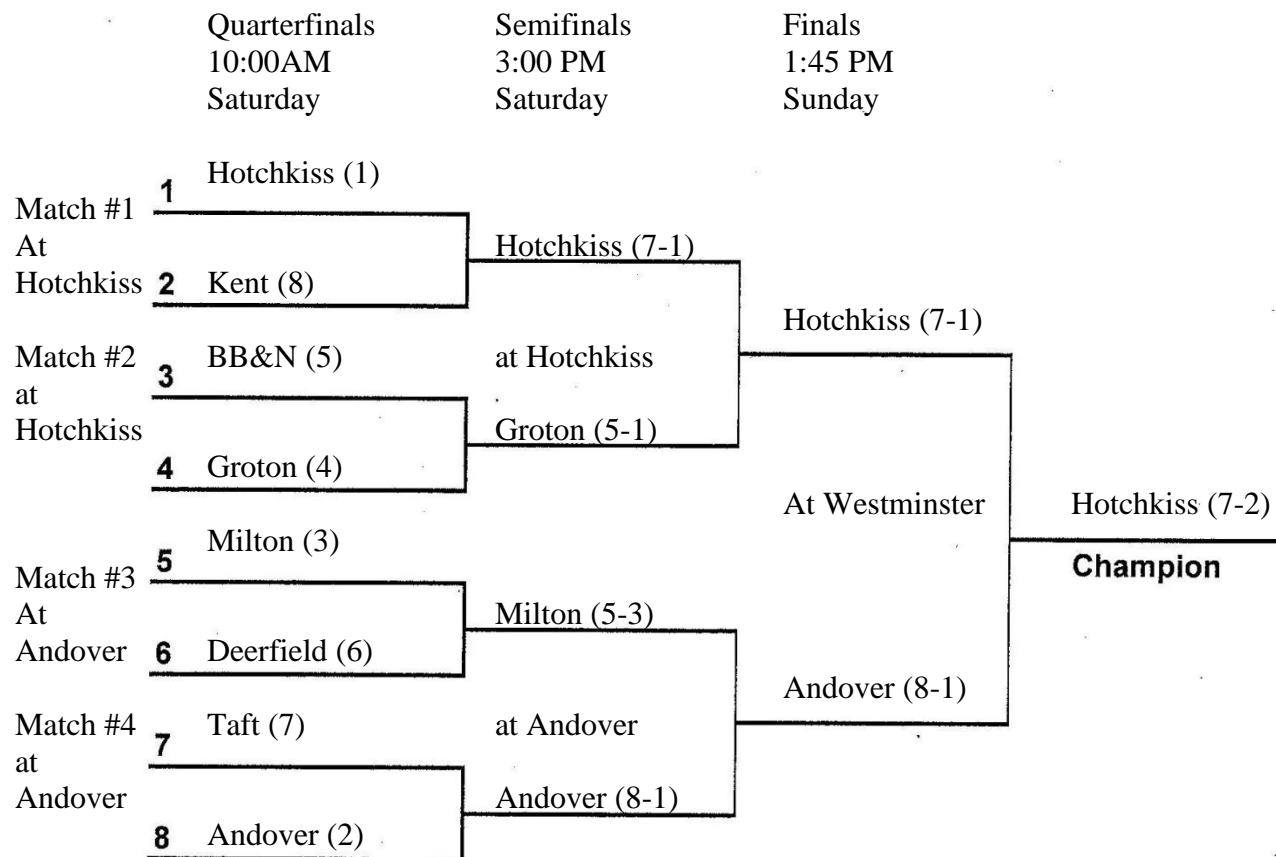 Quarterfinals Semifinals Finals
10:00AM 3:00 PM 1:45 PM
Saturday Saturday Sunday
1 Hotchkiss (1)
Match #1
At
Hotchkiss
2 Kent (8)
Hotchkiss (7-1)
Match #2
at
Hotchkiss
3 BB&N (5)
4 Groton (4)
at Hotchkiss
Groton (5-1)
Hotchkiss (7-1)
5 Milton (3)
Match #3
At
Andover
6 Deerfield (6)
Milton (5-3)
Match #4
at
Andover
7 Taft (7)
8 Andover (2)
at Andover
Andover (8-1)
Andover (8-1)
At Westminster
Hotchkiss (7-2)
Champion